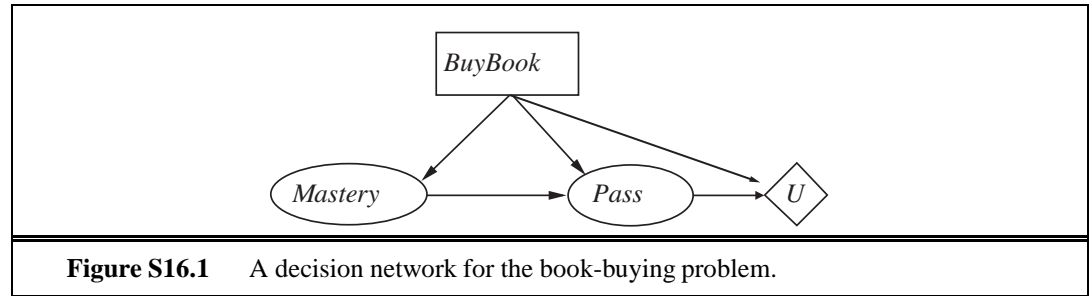 BuyBook
Mastery
Pass
U
Figure S16.1 A decision network for the book-buying problem.